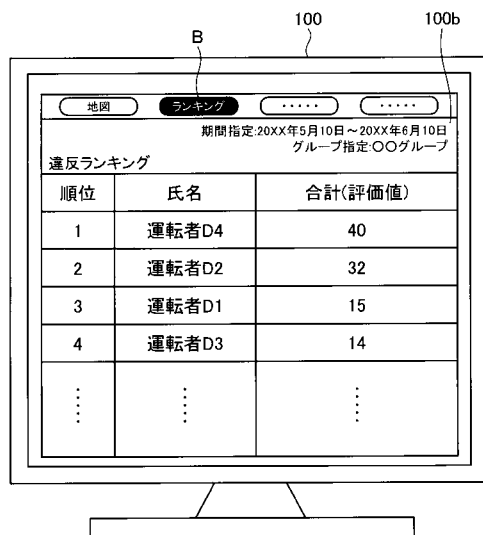 100
100b
B
地図 ランキング ・・・・・ ・・・・・
期間指定:20XX年5月10日～20XX年6月10日
グループ指定:〇〇グループ
違反ランキング
順位 氏名 合計(評価値)
1 運転者D4 40
2 運転者D2 32
3 運転者D1 15
4 運転者D3 14